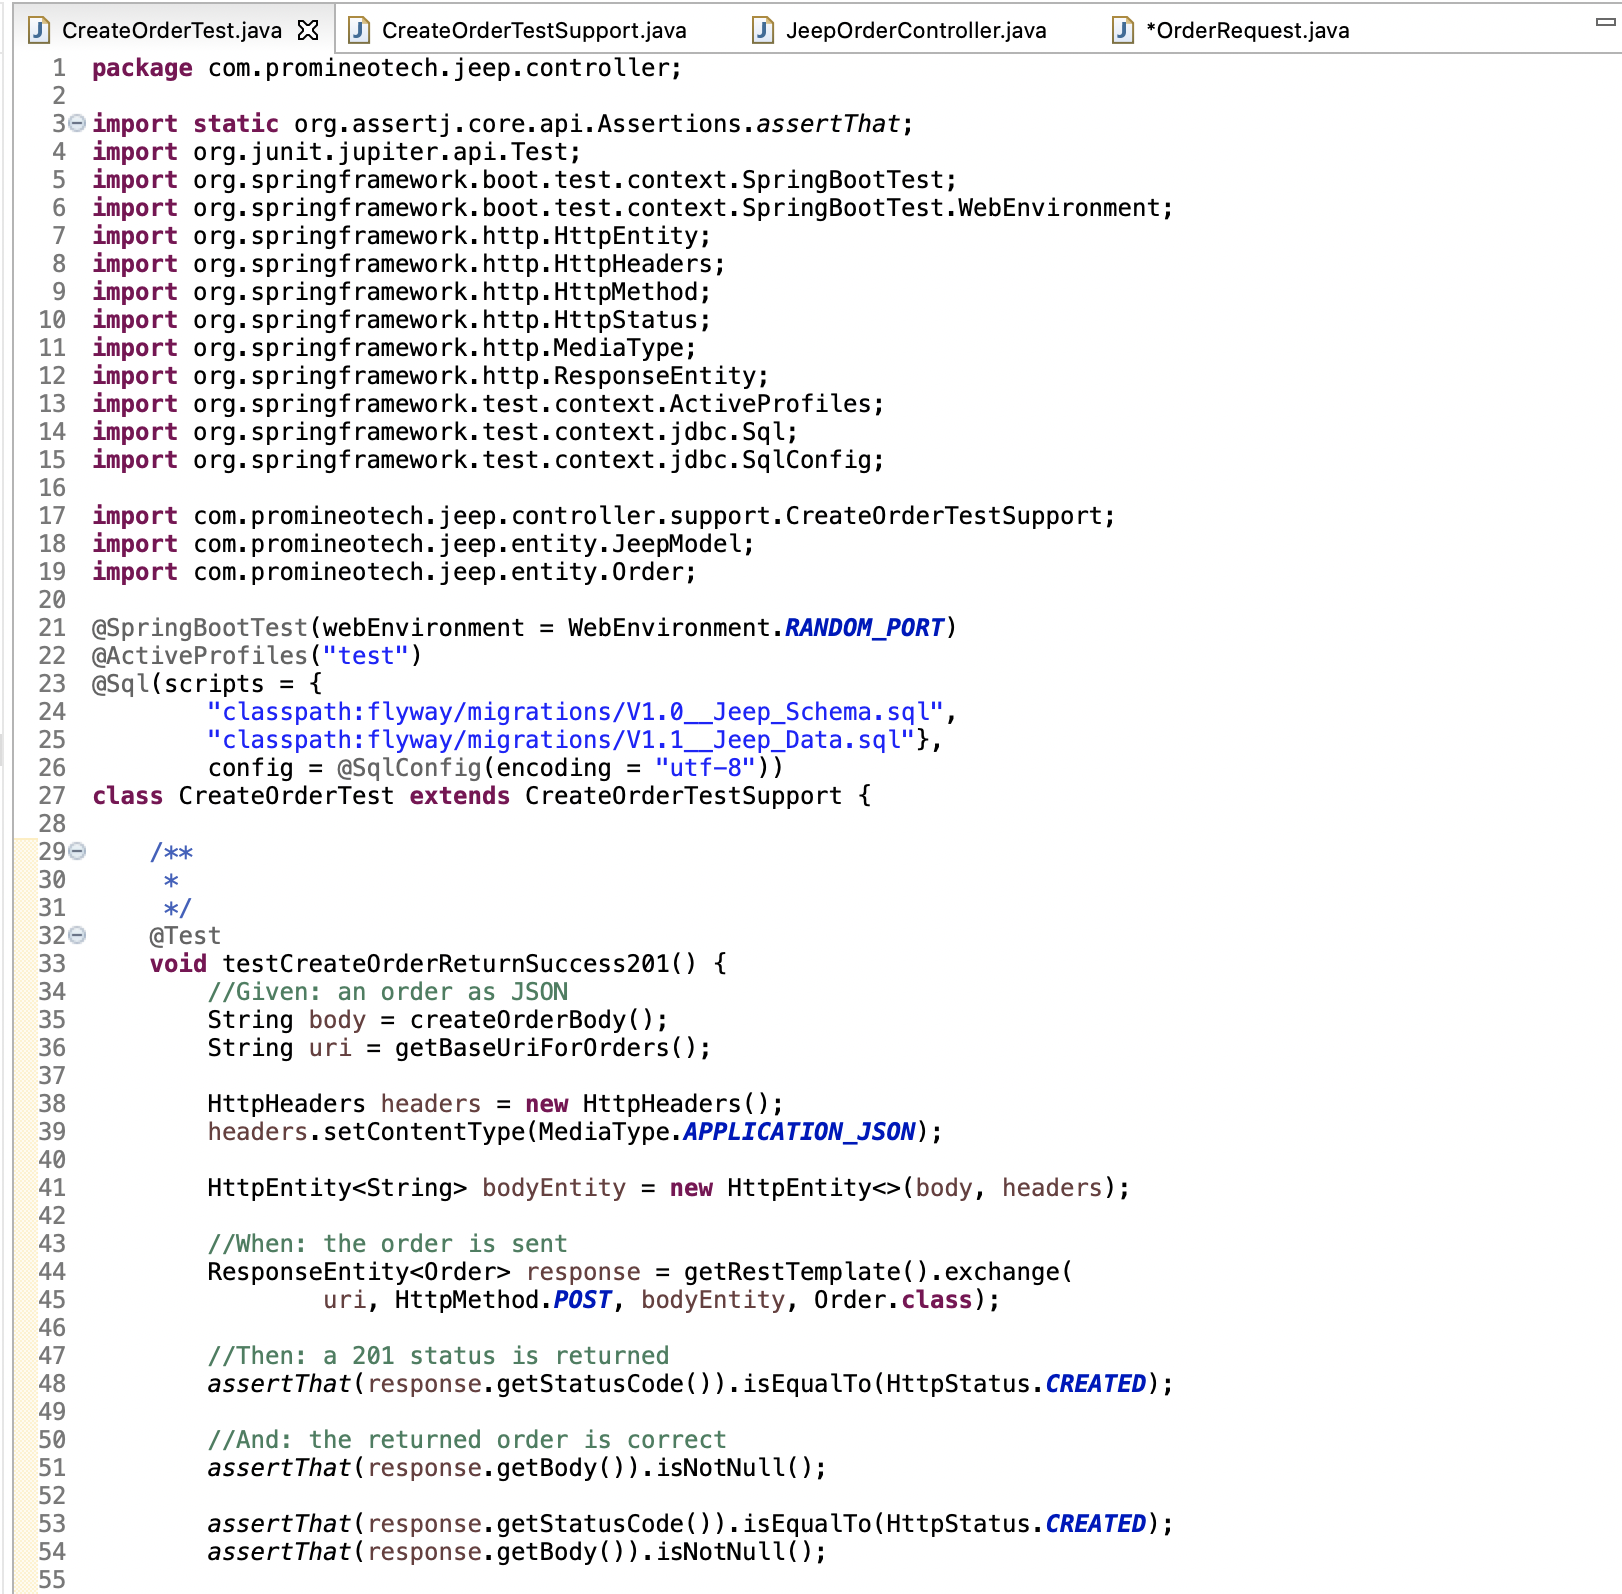 CreateOrderTest.java CreateOrderTestSupport.java JeepOrderController.java *OrderRequest.java
1 package com.promineotech.jeep.controller;
2
3 import static org.assertj.core.api.Assertions.assertThat;
4 import org.junit.jupiter.api.Test;
5 import org.springframework.boot.test.context.SpringBootTest;
6 import org.springframework.boot.test.context.SpringBootTest.WebEnvironment;
7 import org.springframework.http.HttpEntity;
8 import org.springframework.http.HttpHeaders;
9 import org.springframework.http.HttpMethod;
10 import org.springframework.http.HttpStatus;
11 import org.springframework.http.MediaType;
12 import org.springframework.http.ResponseEntity;
13 import org.springframework.test.context.ActiveProfiles;
14 import org.springframework.test.context.jdbc.Sql;
15 import org.springframework.test.context.jdbc.SqlConfig;
16
17 import com.promineotech.jeep.controller.support.CreateOrderTestSupport;
18 import com.promineotech.jeep.entity.JeepModel;
19 import com.promineotech.jeep.entity.Order;
20
21 @SpringBootTest(webEnvironment = WebEnvironment.RANDOM_PORT)
22 @ActiveProfiles("test")
23 @Sql(scripts = {
24         "classpath:flyway/migrations/V1.0__Jeep_Schema.sql",
25         "classpath:flyway/migrations/V1.1__Jeep_Data.sql"},
26         config = @SqlConfig(encoding = "utf-8"))
27 class CreateOrderTest extends CreateOrderTestSupport {
28
29     /**
30      *
31      */
32     @Test
33     void testCreateOrderReturnSuccess201() {
34         //Given: an order as JSON
35         String body = createOrderBody();
36         String uri = getBaseUriForOrders();
37
38         HttpHeaders headers = new HttpHeaders();
39         headers.setContentType(MediaType.APPLICATION_JSON);
40
41         HttpEntity<String> bodyEntity = new HttpEntity<>(body, headers);
42
43         //When: the order is sent
44         ResponseEntity<Order> response = getRestTemplate().exchange(
45                 uri, HttpMethod.POST, bodyEntity, Order.class);
46
47         //Then: a 201 status is returned
48         assertThat(response.getStatusCode()).isEqualTo(HttpStatus.CREATED);
49
50         //And: the returned order is correct
51         assertThat(response.getBody()).isNotNull();
52
53         assertThat(response.getStatusCode()).isEqualTo(HttpStatus.CREATED);
54         assertThat(response.getBody()).isNotNull();
55